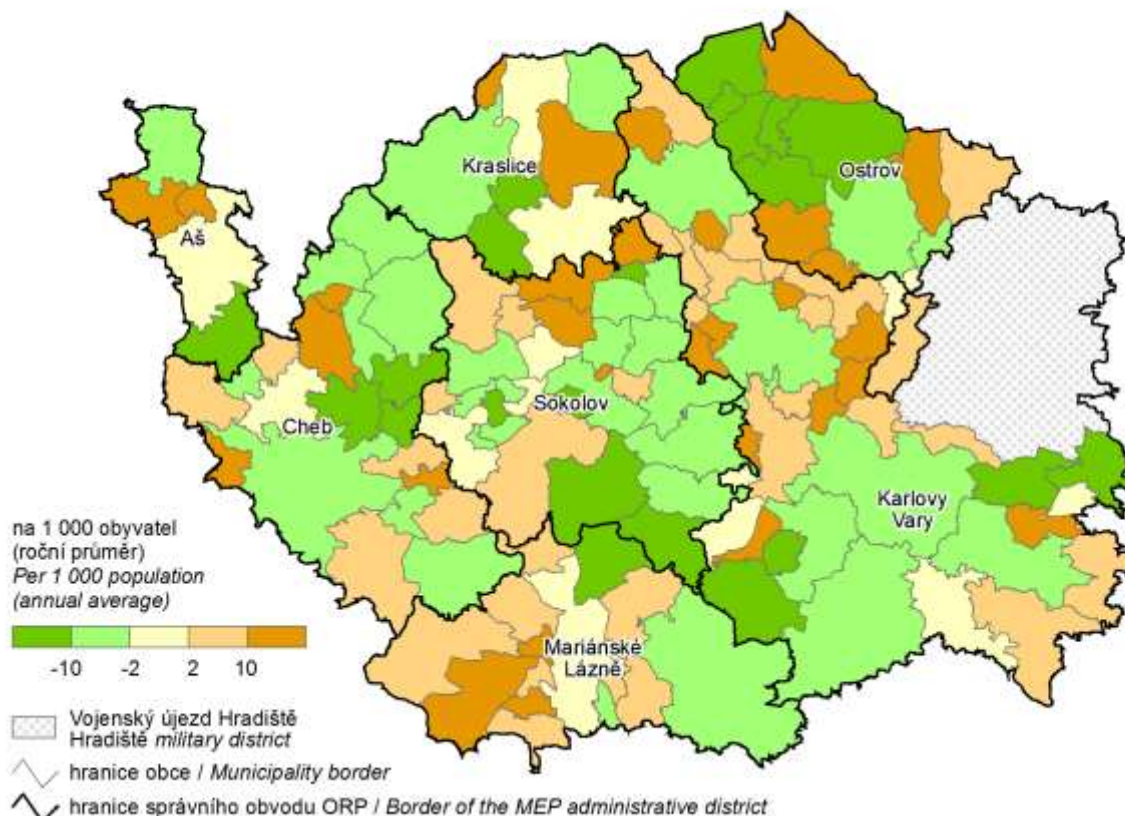 Kraslice
Ostrov
Aš
Sokolov
Cheb
Karlovy
Vary
Mariánské
Lázně
na 1 000 obyvatel
(roční průměr)
Per 1 000 population
(annual average)
-10 -2 2 10
Vojenský újezd Hradiště
Hradiště military district
hranice obce / Municipality border
hranice správního obvodu ORP / Border of the MEP administrative district